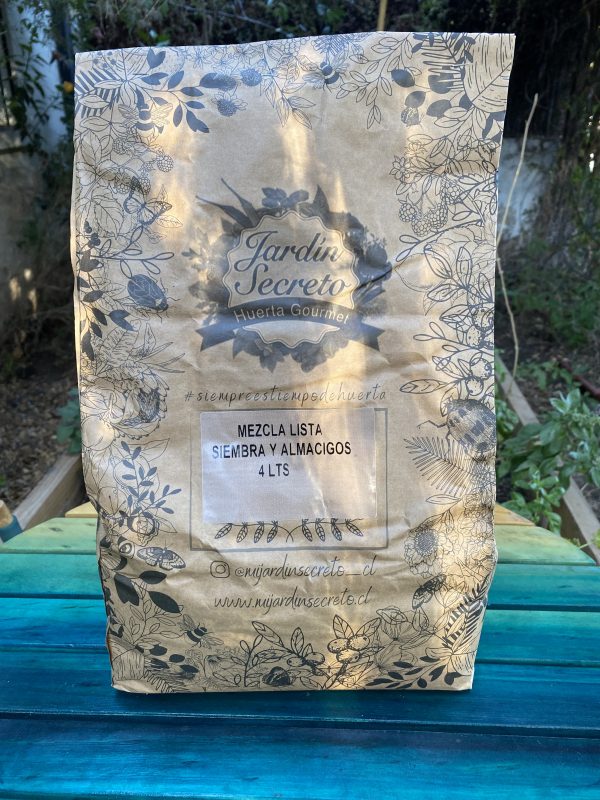 Jardín
Secreto
Huerta Gourmet
#siempreestiempodehuerta
MEZCLA LISTA
SIEMBRA Y ALMACIGOS
4 LTS
@mijardinsecreto_cl
www.mijardinsecreto.cl